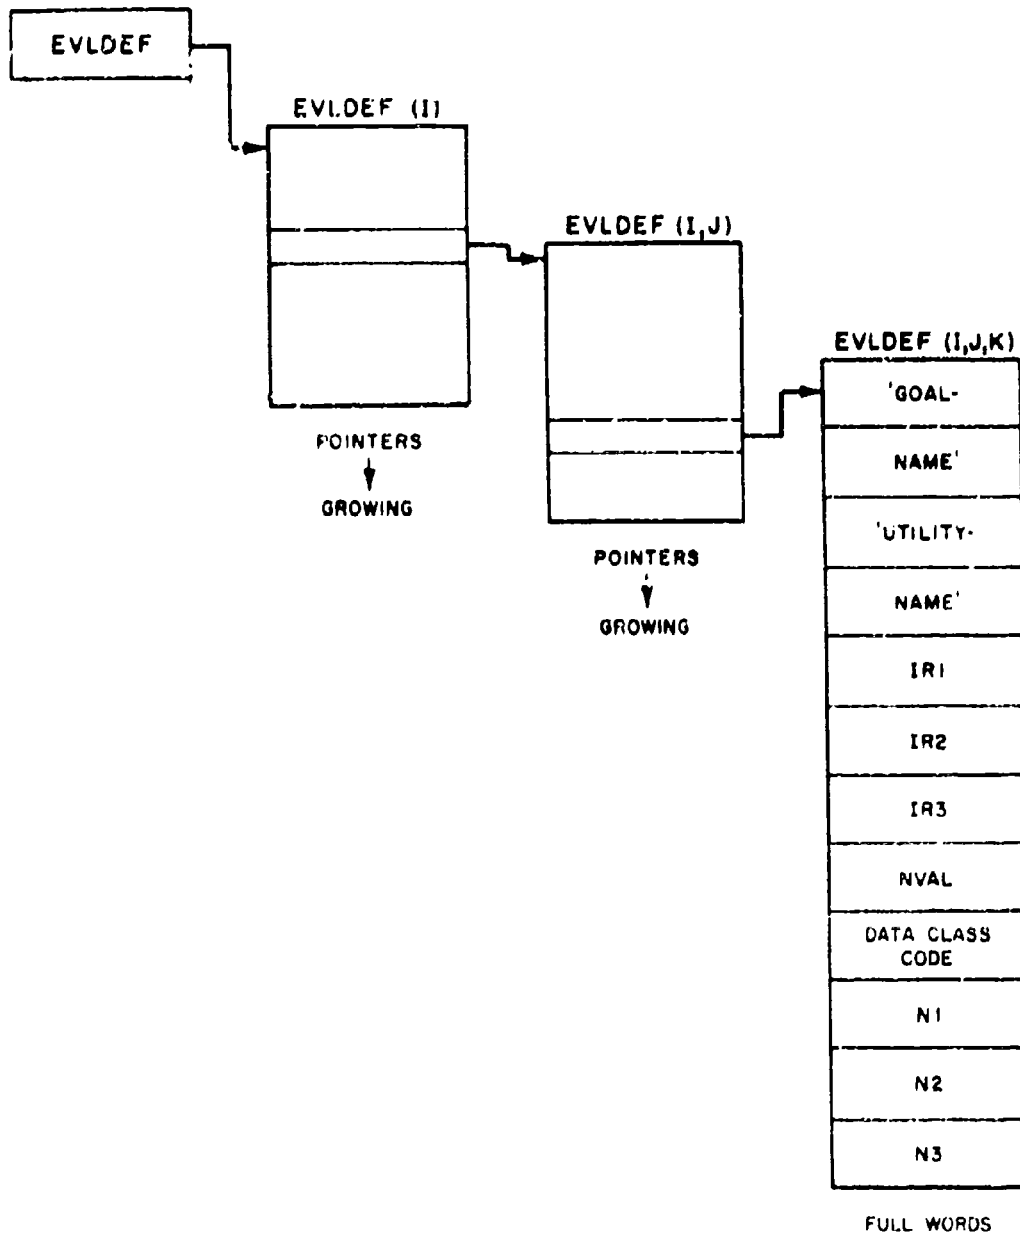 EVLDEF
EVLDEF (I)
POINTERS
GROWING
EVLDEF (I,J)
POINTERS
GROWING
EVLDEF (I,J,K)
'GOAL-
NAME'
'UTILITY-
NAME'
IR1
IR2
IR3
NVAL
DATA CLASS
CODE
N1
N2
N3
FULL WORDS